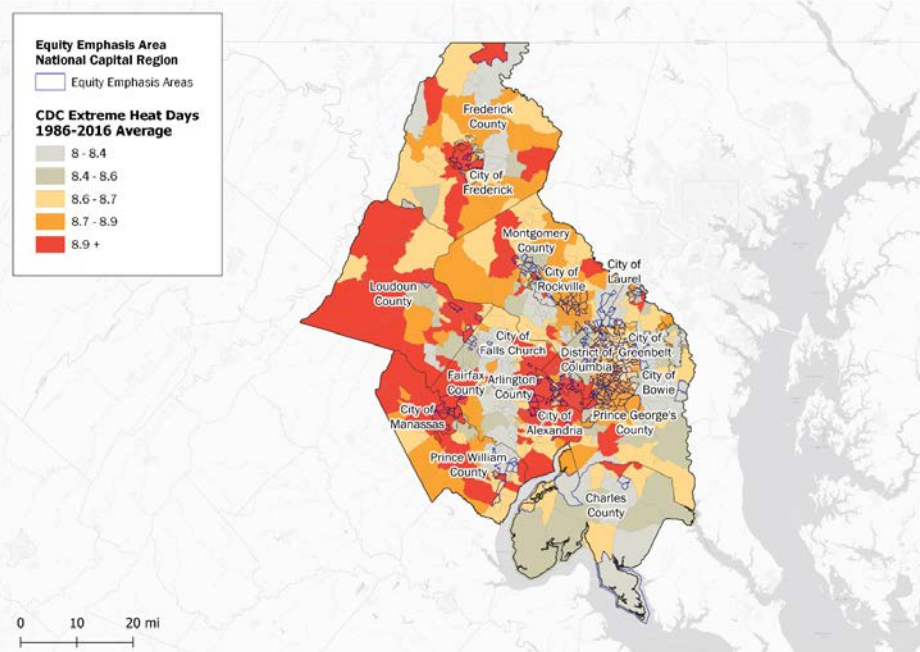 Equity Emphasis Area
National Capital Region
Equity Emphasis Areas
CDC Extreme Heat Days
1986-2016 Average
8 - 8.4
8.4 - 8.6
8.6 - 8.7
8.7 - 8.9
8.9 +
Frederick
County
City of
Frederick
Montgomery
County
City of
Rockville
City of
Laurel
Loudoun
County
City of
Falls Church
District of
Columbia
City of
Greenbelt
Fairfax
County
Arlington
County
City of
Bowie
City of
Manassas
City of
Alexandria
Prince George's
County
Prince William
County
Charles
County
0 10 20 mi